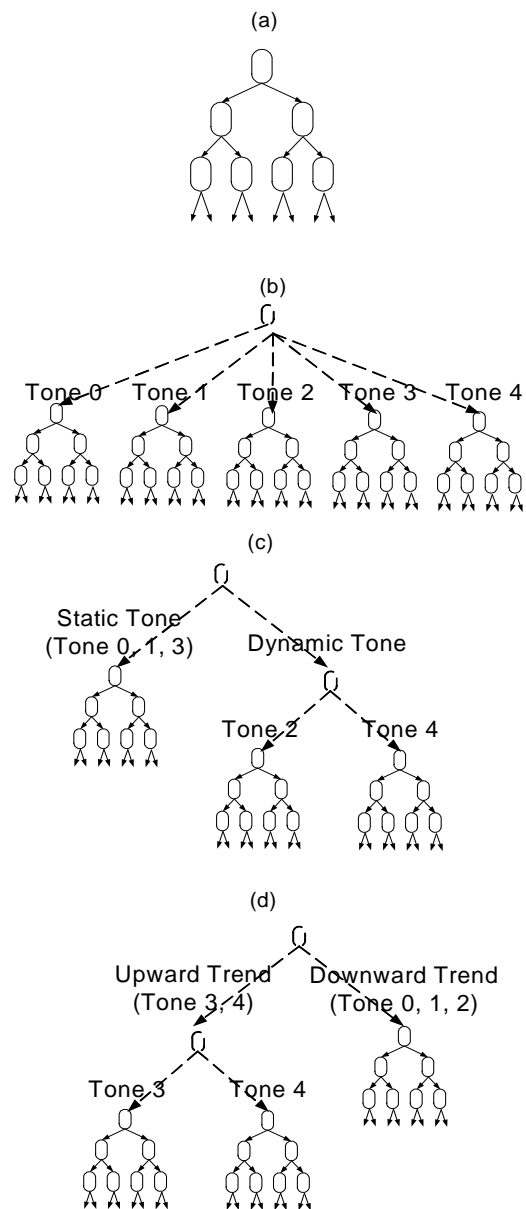 (a)
(b)
Tone 0 Tone 1 Tone 2 Tone 3 Tone 4
(c)
Static Tone
(Tone 0, 1, 3)
Dynamic Tone
Tone 2 Tone 4
(d)
Upward Trend Downward Trend
(Tone 3, 4) (Tone 0, 1, 2)
Tone 3 Tone 4